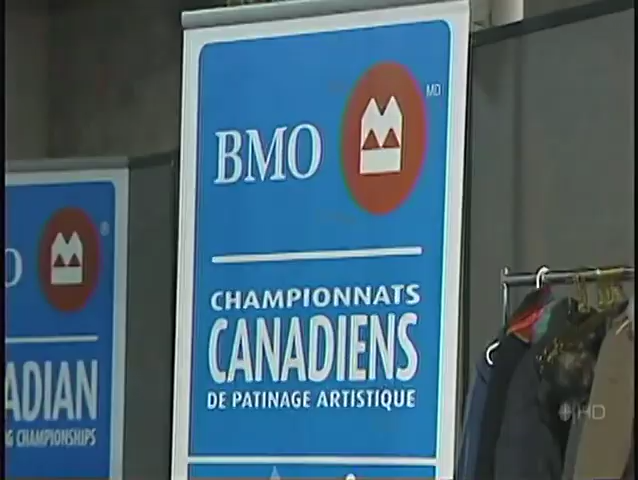 BMO MD
CHAMPIONNATS
CANADIENS
DE PATINAGE ARTISTIQUE
O ®
ADIAN
G CHAMPIONSHIPS
HD